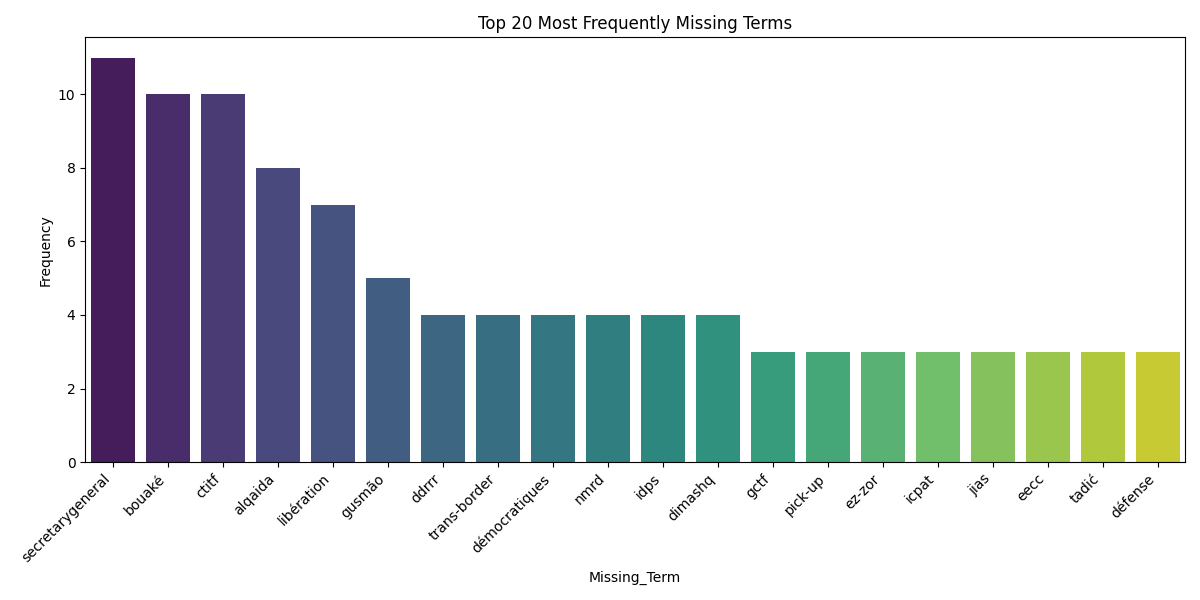 Top 20 Most Frequently Missing Terms
Frequency
10
8
6
4
2
0
secretarygeneral
bouaké
ctitf
alqaida
libération
gusmão
ddrrr
trans-border
démocratiques
nmrd
idps
dimashq
gctf
pick-up
ez-zor
icpat
jias
eecc
tadić
défense
Missing_Term